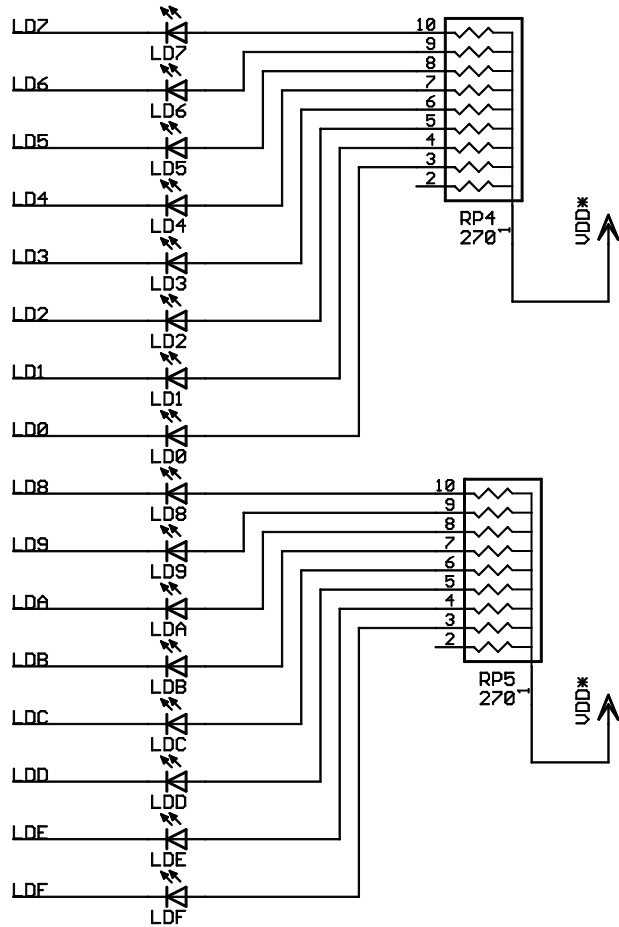 LD7 LD7 10
9
LD6 LD6 8
7
LD5 LD5 6
5
LD4 LD4 4
3
2
RP4
270 1
VDD*
LD3 LD3
LD2 LD2
LD1 LD1
LD0 LD0
LD8 LD8 10
9
LD9 LD9 8
7
LDA LDA 6
5
LDB LDB 4
3
2
RP5
270 1
VDD*
LDC LDC
LDD LDD
LDE LDE
LDF LDF